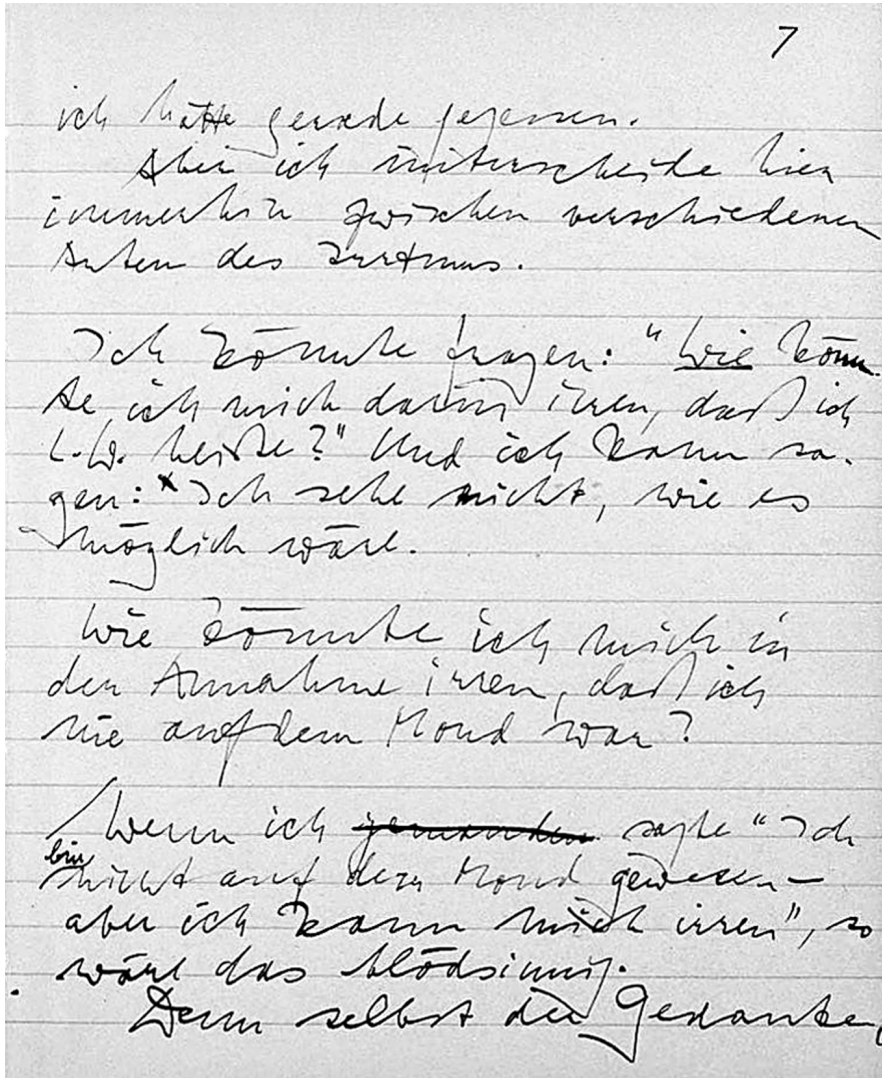 7
ich hätte gerade gegessen.
Aber ich unterscheide hier
immerhin zwischen verschiedenen
Arten des Irrtums.
Ich könnte fragen: "Wie könn-
te ich mich darin irren, daß ich
L.W. heiße?" Und ich kann sa-
gen: Ich sehe nicht, wie es
möglich wäre.
Wie könnte ich mich in
der Annahme irren, daß ich
nie auf dem Mond war?
Wenn ich jemandem sagte "Ich
bin nicht auf dem Mond gewesen –
aber ich kann mich irren", so
wäre das blödsinnig.
Denn selbst der Gedanke,